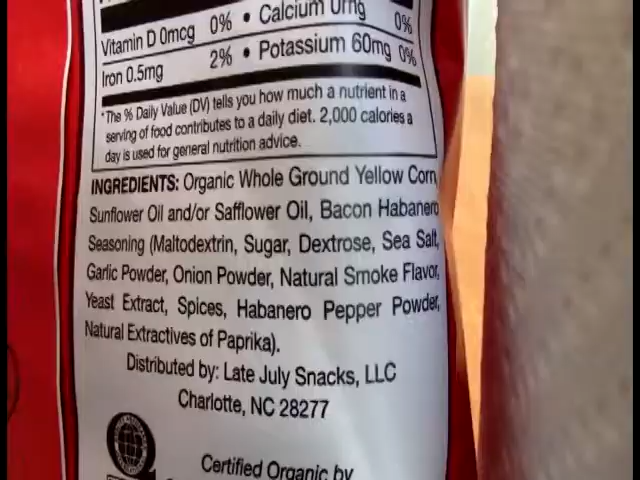 Vitamin D 0mcg 0% • Calcium 0mg 0%
Iron 0.5mg 2% • Potassium 60mg 0%
*The % Daily Value (DV) tells you how much a nutrient in a
serving of food contributes to a daily diet. 2,000 calories a
day is used for general nutrition advice.
INGREDIENTS: Organic Whole Ground Yellow Corn,
Sunflower Oil and/or Safflower Oil, Bacon Habanero
Seasoning (Maltodextrin, Sugar, Dextrose, Sea Salt,
Garlic Powder, Onion Powder, Natural Smoke Flavor,
Yeast Extract, Spices, Habanero Pepper Powder,
Natural Extractives of Paprika).
Distributed by: Late July Snacks, LLC
Charlotte, NC 28277
Certified Organic by